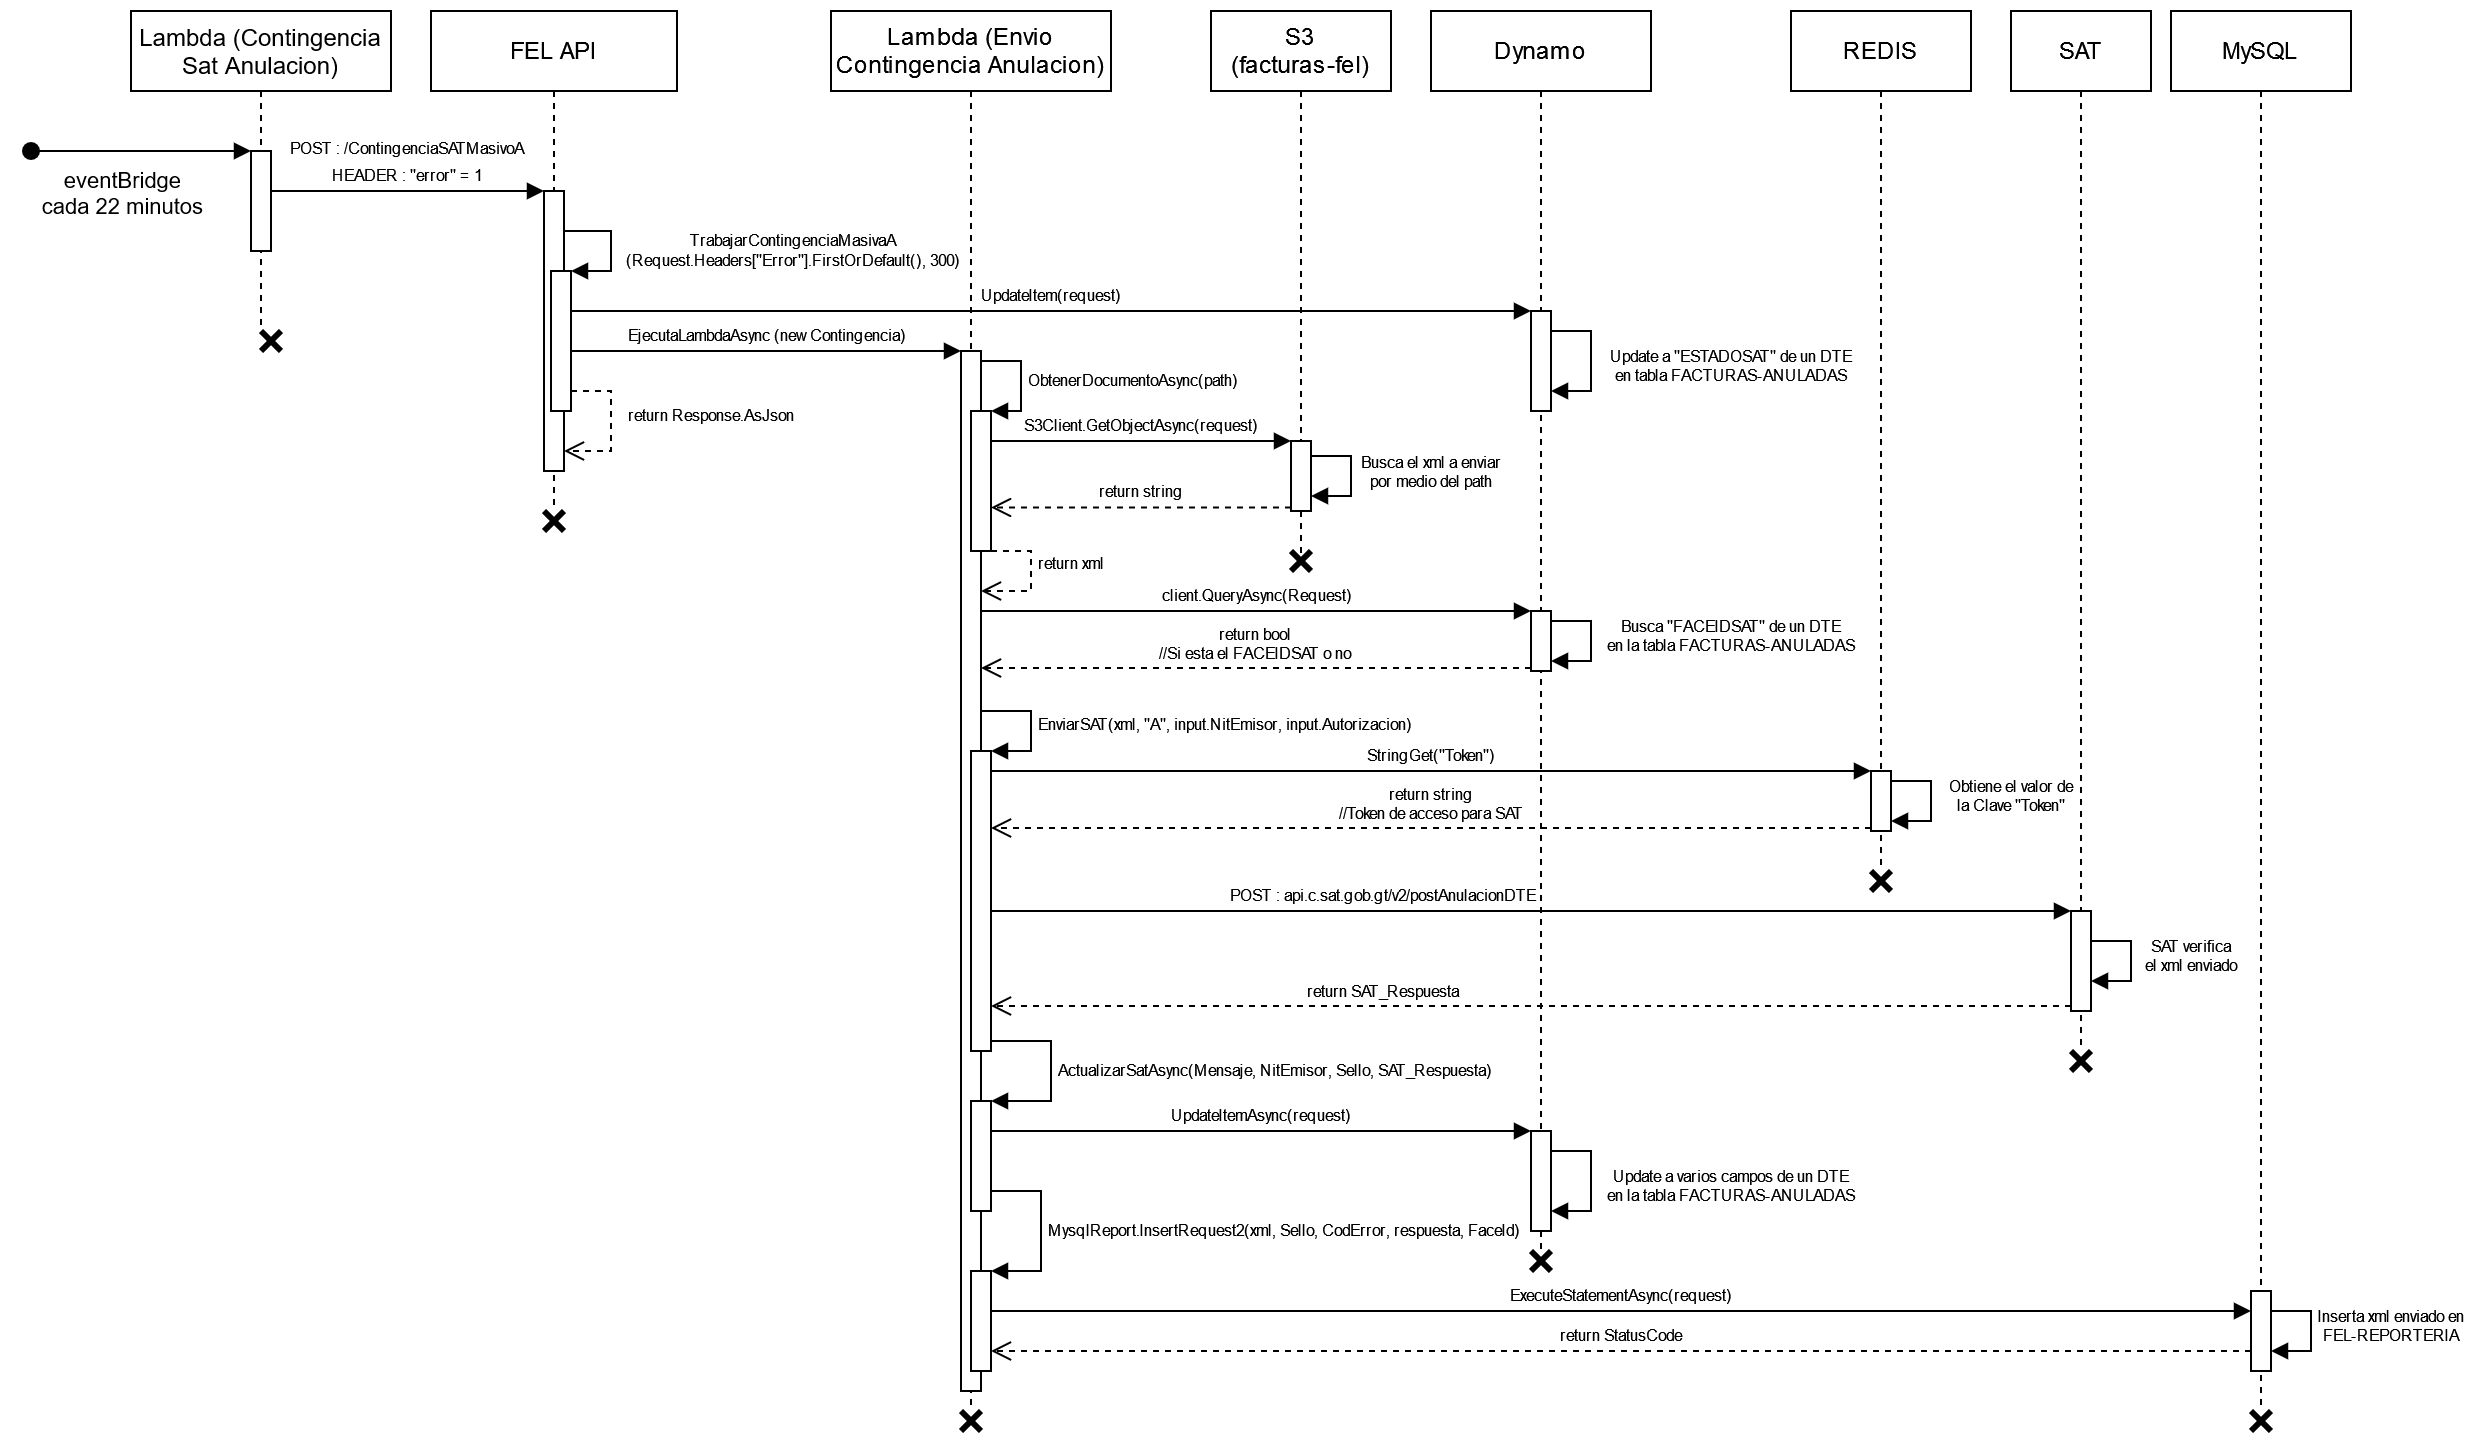 Lambda (Contingencia
Sat Anulacion)
FEL API
Lambda (Envio
Contingencia Anulacion)
S3
(facturas-fel)
Dynamo
REDIS
SAT
MySQL
eventBridge
cada 22 minutos
POST : /ContingenciaSATMasivoA
HEADER : "error" = 1
TrabajarContingenciaMasivaA
(Request.Headers["Error"].FirstOrDefault(), 300)
UpdateItem(request)
EjecutaLambdaAsync (new Contingencia)
Update a "ESTADOSAT" de un DTE
en tabla FACTURAS-ANULADAS
ObtenerDocumentoAsync(path)
return Response.AsJson
S3Client.GetObjectAsync(request)
Busca el xml a enviar
por medio del path
return string
return xml
client.QueryAsync(Request)
Busca "FACEIDSAT" de un DTE
en la tabla FACTURAS-ANULADAS
return bool
//Si esta el FACEIDSAT o no
EnviarSAT(xml, "A", input.NitEmisor, input.Autorizacion)
StringGet("Token")
Obtiene el valor de
la Clave "Token"
return string
//Token de acceso para SAT
POST : api.c.sat.gob.gt/v2/postAnulacionDTE
SAT verifica
el xml enviado
return SAT_Respuesta
ActualizarSatAsync(Mensaje, NitEmisor, Sello, SAT_Respuesta)
UpdateItemAsync(request)
Update a varios campos de un DTE
en la tabla FACTURAS-ANULADAS
MysqlReport.InsertRequest2(xml, Sello, CodError, respuesta, FaceId)
ExecuteStatementAsync(request)
Inserta xml enviado en
FEL-REPORTERIA
return StatusCode